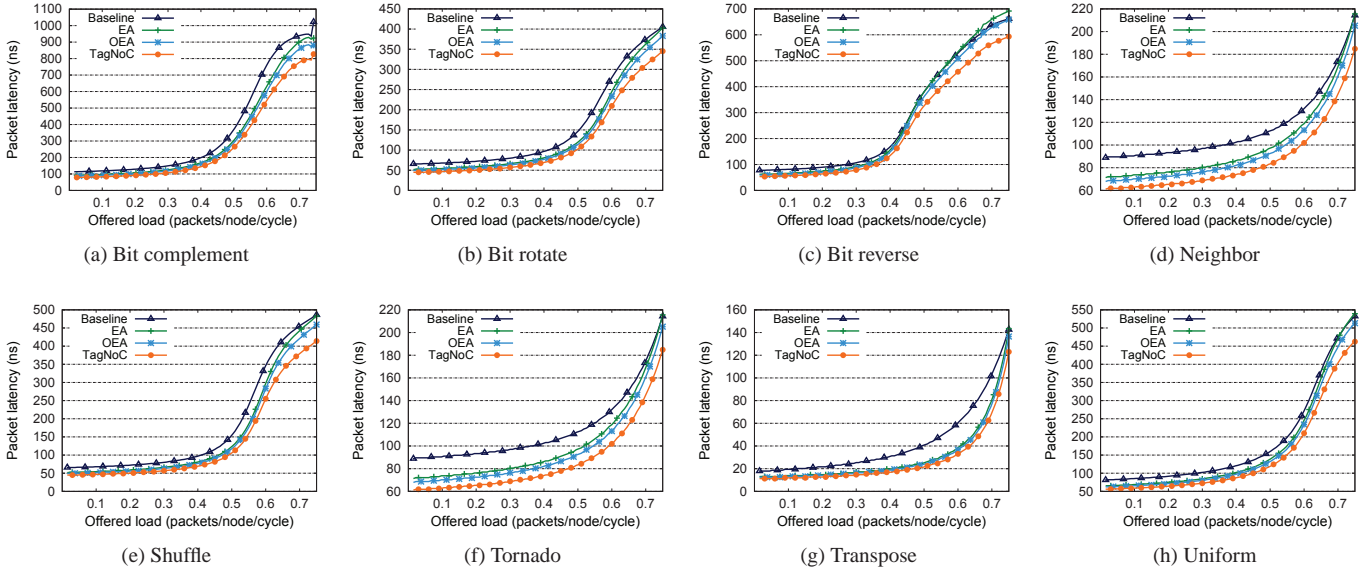 1100
1000
900
800
700
600
500
400
300
200
100
0
Packet latency (ns)
Baseline
EA
OEA
TagNoC
0.1 0.2 0.3 0.4 0.5 0.6 0.7
Offered load (packets/node/cycle)
(a) Bit complement
450
400
350
300
250
200
150
100
50
0
Packet latency (ns)
Baseline
EA
OEA
TagNoC
0.1 0.2 0.3 0.4 0.5 0.6 0.7
Offered load (packets/node/cycle)
(b) Bit rotate
700
600
500
400
300
200
100
0
Packet latency (ns)
Baseline
EA
OEA
TagNoC
0.1 0.2 0.3 0.4 0.5 0.6 0.7
Offered load (packets/node/cycle)
(c) Bit reverse
220
200
180
160
140
120
100
80
60
Packet latency (ns)
Baseline
EA
OEA
TagNoC
0.1 0.2 0.3 0.4 0.5 0.6 0.7
Offered load (packets/node/cycle)
(d) Neighbor
500
450
400
350
300
250
200
150
100
50
0
Packet latency (ns)
Baseline
EA
OEA
TagNoC
0.1 0.2 0.3 0.4 0.5 0.6 0.7
Offered load (packets/node/cycle)
(e) Shuffle
220
200
180
160
140
120
100
80
60
Packet latency (ns)
Baseline
EA
OEA
TagNoC
0.1 0.2 0.3 0.4 0.5 0.6 0.7
Offered load (packets/node/cycle)
(f) Tornado
160
140
120
100
80
60
40
20
0
Packet latency (ns)
Baseline
EA
OEA
TagNoC
0.1 0.2 0.3 0.4 0.5 0.6 0.7
Offered load (packets/node/cycle)
(g) Transpose
550
500
450
400
350
300
250
200
150
100
50
Packet latency (ns)
Baseline
EA
OEA
TagNoC
0.1 0.2 0.3 0.4 0.5 0.6 0.7
Offered load (packets/node/cycle)
(h) Uniform